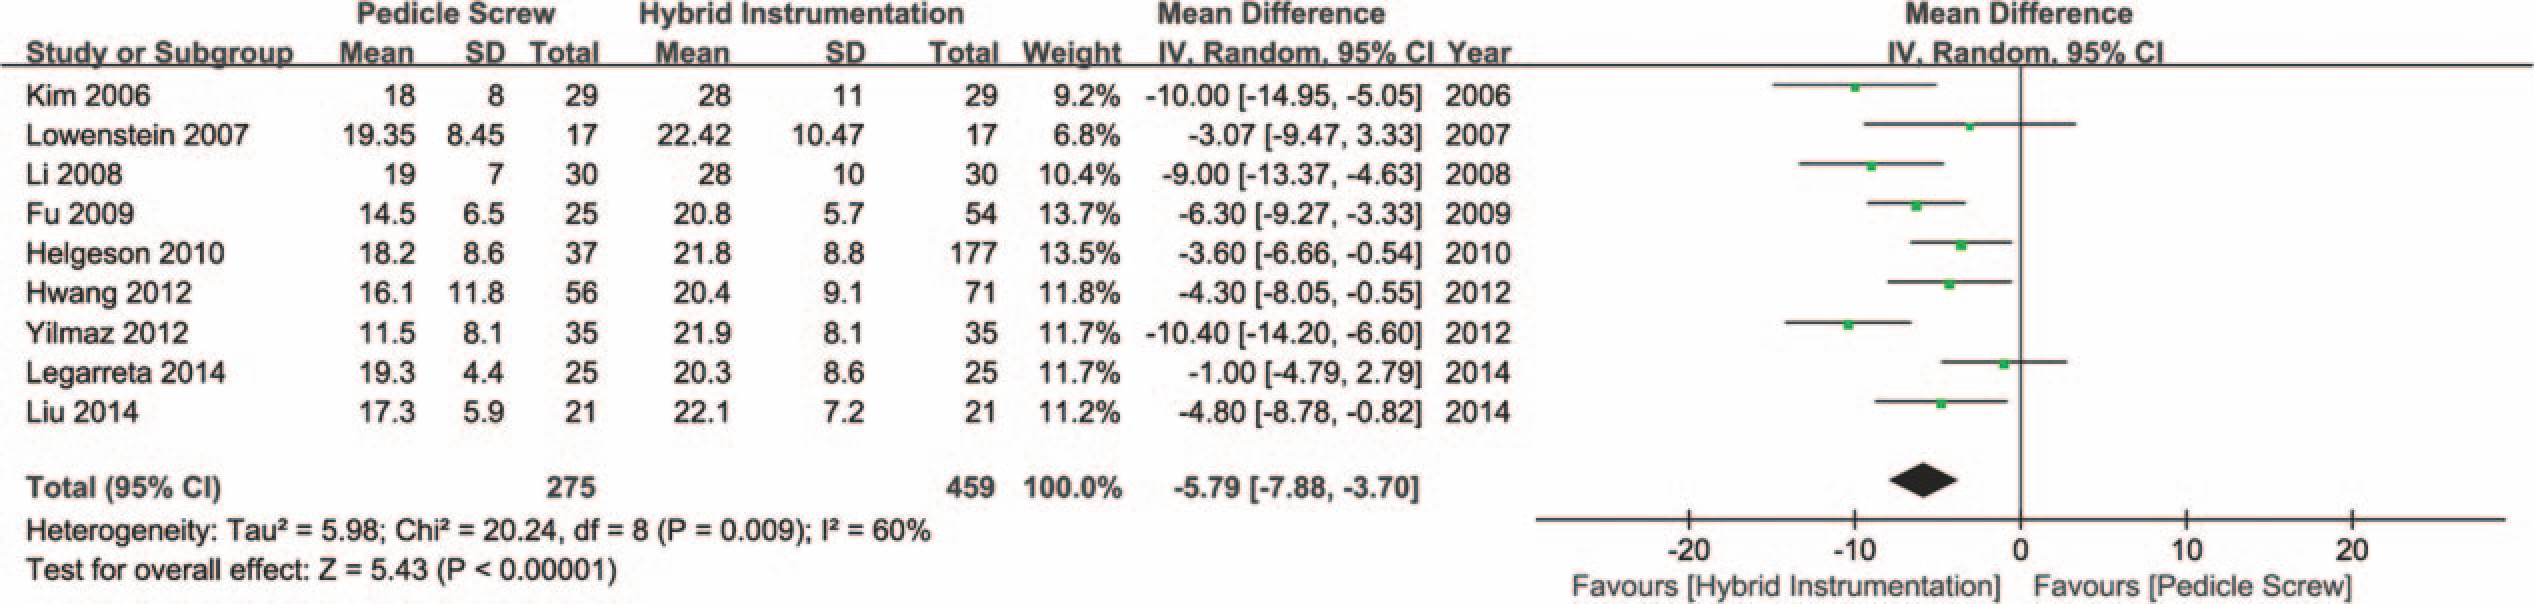 Pedicle Screw Hybrid Instrumentation Mean Difference Mean Difference
Study or Subgroup Mean SD Total Mean SD Total Weight IV, Random, 95% CI Year IV, Random, 95% CI
Kim 2006 18 8 29 28 11 29 9.2% -10.00 [-14.95, -5.05] 2006
Lowenstein 2007 19.35 8.45 17 22.42 10.47 17 6.8% -3.07 [-9.47, 3.33] 2007
Li 2008 19 7 30 28 10 30 10.4% -9.00 [-13.37, -4.63] 2008
Fu 2009 14.5 6.5 25 20.8 5.7 54 13.7% -6.30 [-9.27, -3.33] 2009
Helgeson 2010 18.2 8.6 37 21.8 8.8 177 13.5% -3.60 [-6.66, -0.54] 2010
Hwang 2012 16.1 11.8 56 20.4 9.1 71 11.8% -4.30 [-8.05, -0.55] 2012
Yilmaz 2012 11.5 8.1 35 21.9 8.1 35 11.7% -10.40 [-14.20, -6.60] 2012
Legarreta 2014 19.3 4.4 25 20.3 8.6 25 11.7% -1.00 [-4.79, 2.79] 2014
Liu 2014 17.3 5.9 21 22.1 7.2 21 11.2% -4.80 [-8.78, -0.82] 2014
Total (95% CI) 275 459 100.0% -5.79 [-7.88, -3.70]
Heterogeneity: Tau² = 5.98; Chi² = 20.24, df = 8 (P = 0.009); I² = 60%
Test for overall effect: Z = 5.43 (P < 0.00001)
-20 -10 0 10 20
Favours [Hybrid Instrumentation] Favours [Pedicle Screw]